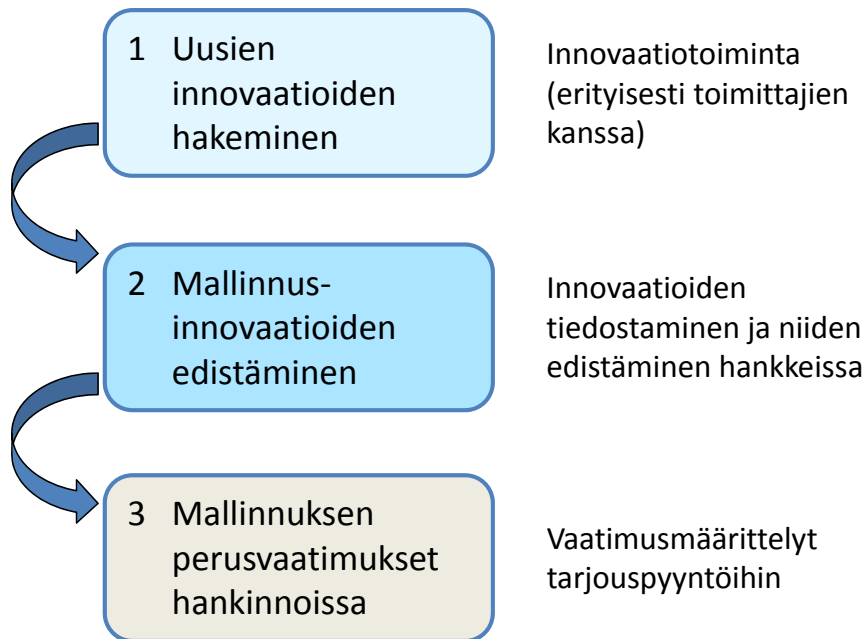 1 Uusien
innovaatioiden
hakeminen
Innovaatiotoiminta
(erityisesti toimittajien
kanssa)
2 Mallinnus-
innovaatioiden
edistäminen
Innovaatioiden
tiedostaminen ja niiden
edistäminen hankkeissa
3 Mallinnuksen
perusvaatimukset
hankinnoissa
Vaatimusmäärittelyt
tarjouspyyntöihin